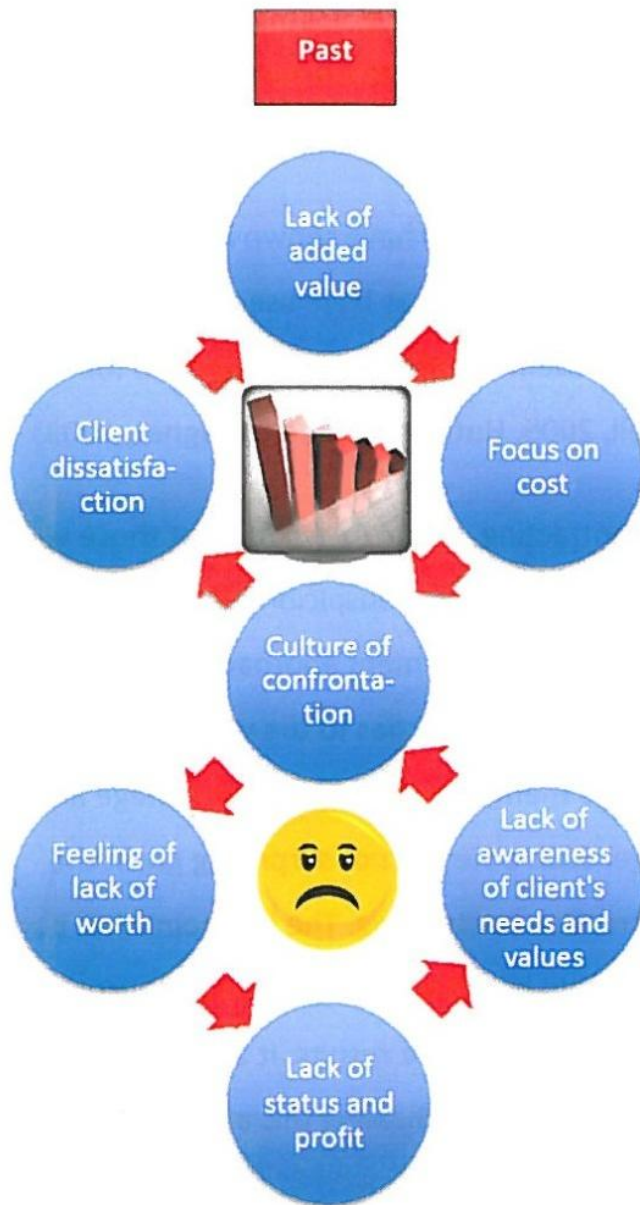 Past
Lack of
added
value
Client
dissatisfa-
ction
Focus on
cost
Culture of
confronta-
tion
Feeling of
lack of
worth
Lack of
awareness
of client's
needs and
values
Lack of
status and
profit